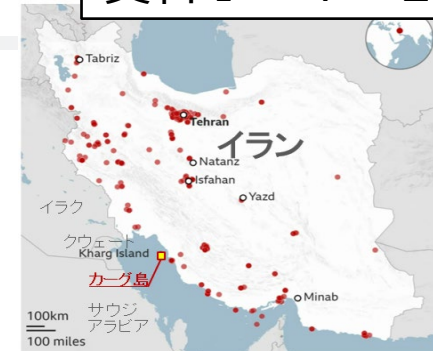 Tabriz
Tehran
イラン
Natanz
Isfahan
Yazd
イラク
クウェート
Kharg Island
カーグ島
Minab
サウジ
アラビア
100km
100 miles